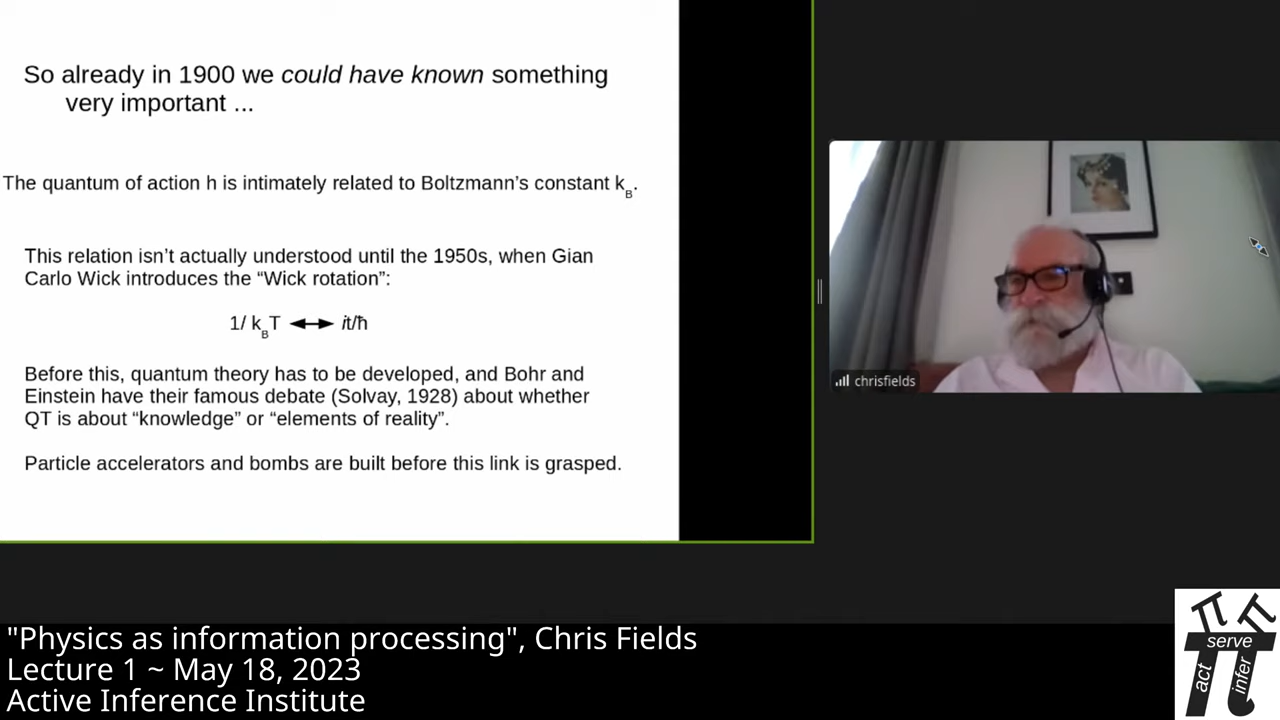 So already in 1900 we could have known something
very important ...
The quantum of action h is intimately related to Boltzmann's constant kB.
This relation isn't actually understood until the 1950s, when Gian
Carlo Wick introduces the “Wick rotation”:
1/ kBT ⟷ it/ħ
Before this, quantum theory has to be developed, and Bohr and
Einstein have their famous debate (Solvay, 1928) about whether
QT is about “knowledge” or “elements of reality”.
Particle accelerators and bombs are built before this link is grasped.
chrisfields
"Physics as information processing", Chris Fields
Lecture 1 ~ May 18, 2023
Active Inference Institute
serve
act
infer